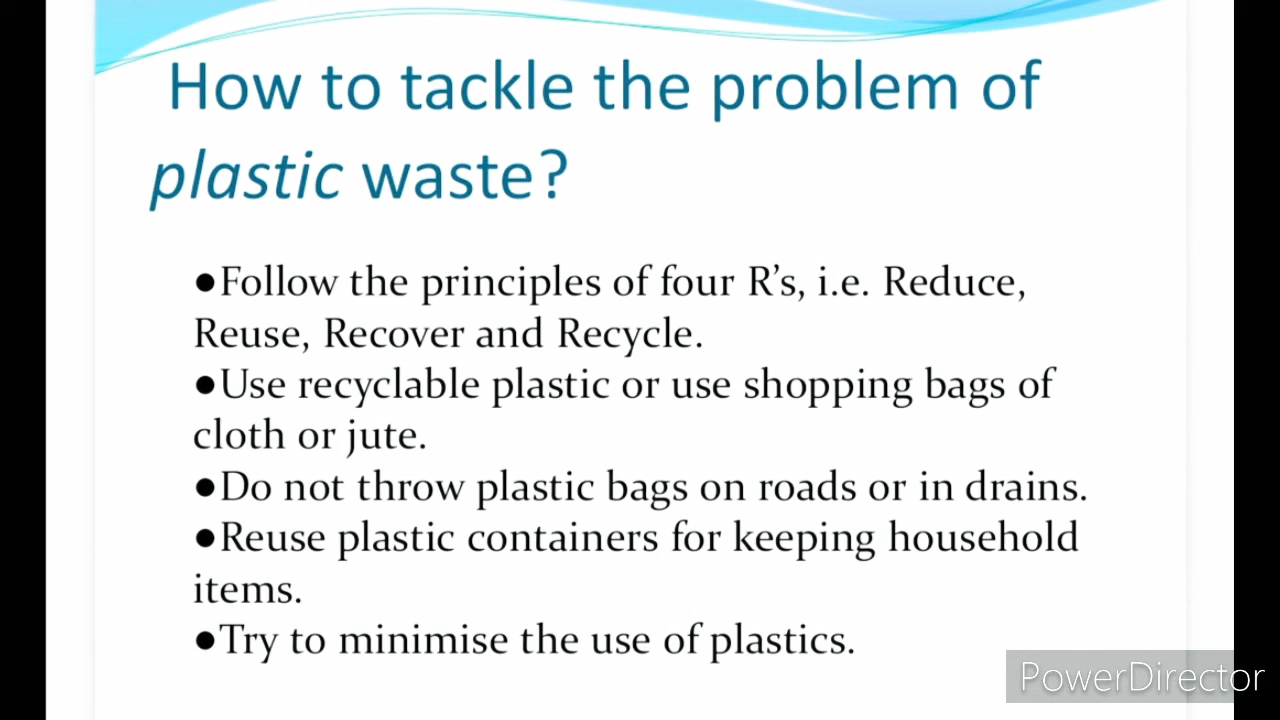 How to tackle the problem of
plastic waste?
●Follow the principles of four R’s, i.e. Reduce,
Reuse, Recover and Recycle.
●Use recyclable plastic or use shopping bags of
cloth or jute.
●Do not throw plastic bags on roads or in drains.
●Reuse plastic containers for keeping household
items.
●Try to minimise the use of plastics.
PowerDirector